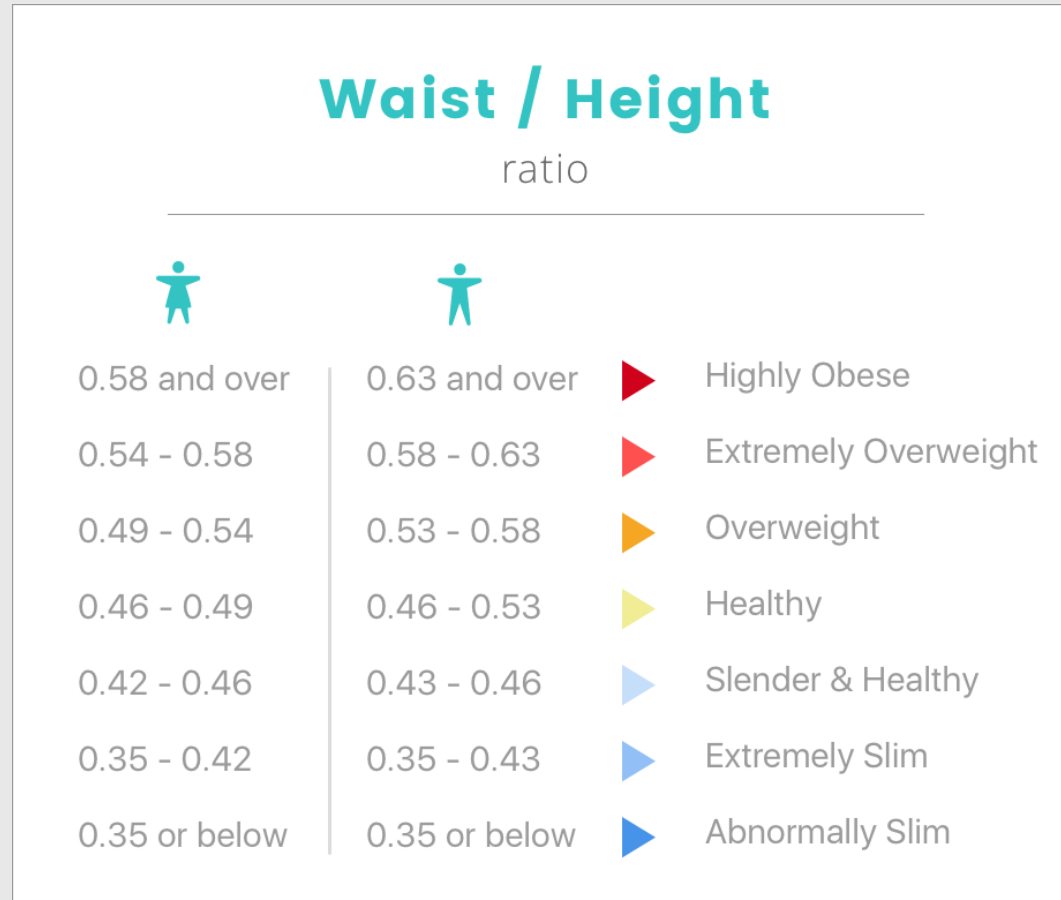 Waist / Height
ratio
0.58 and over 0.63 and over Highly Obese
0.54 - 0.58 0.58 - 0.63 Extremely Overweight
0.49 - 0.54 0.53 - 0.58 Overweight
0.46 - 0.49 0.46 - 0.53 Healthy
0.42 - 0.46 0.43 - 0.46 Slender & Healthy
0.35 - 0.42 0.35 - 0.43 Extremely Slim
0.35 or below 0.35 or below Abnormally Slim